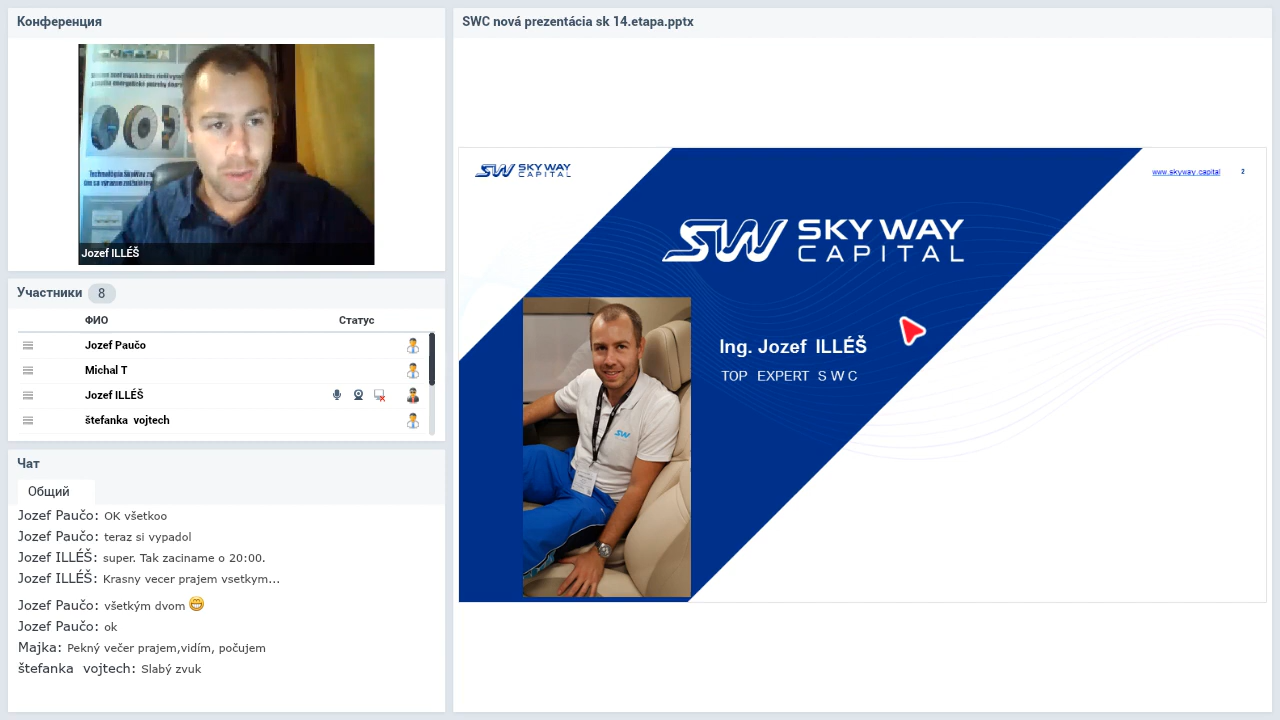 Конференция
Jozef ILLÉŠ
Участники 8
ФИО Статус
Jozef Paučo
Michal T
Jozef ILLÉŠ
štefanka vojtech
Чат
Общий
Jozef Paučo: OK všetkoo
Jozef Paučo: teraz si vypadol
Jozef ILLÉŠ: super. Tak zaciname o 20:00.
Jozef ILLÉŠ: Krasny vecer prajem vsetkym...
Jozef Paučo: všetkým dvom 😁
Jozef Paučo: ok
Majka: Pekný večer prajem,vidím, počujem
štefanka vojtech: Slabý zvuk
SWC nová prezentácia sk 14.etapa.pptx
SW SKY WAY
CAPITAL
www.skyway.capital 2
SW SKY WAY
CAPITAL
Ing. Jozef ILLÉŠ
TOP EXPERT S W C
SW